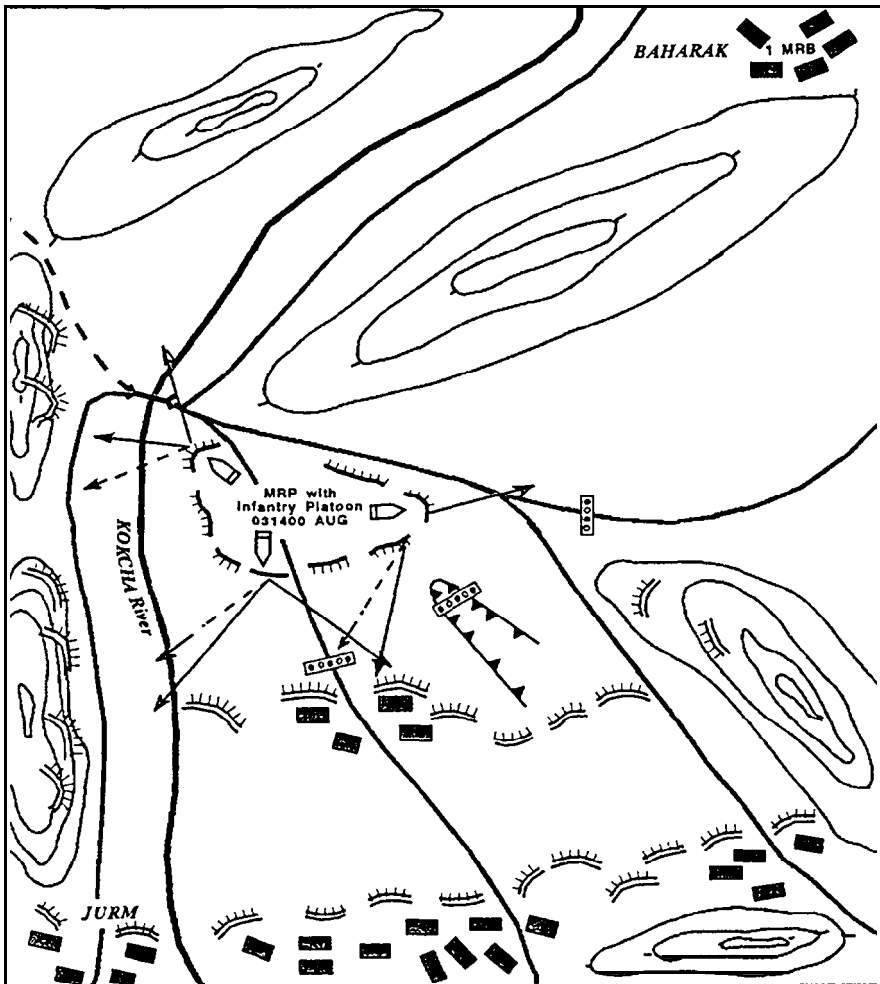 BAHARAK
1 MRB
MRP with
Infantry Platoon
031400 AUG
KOKCHA River
JURM